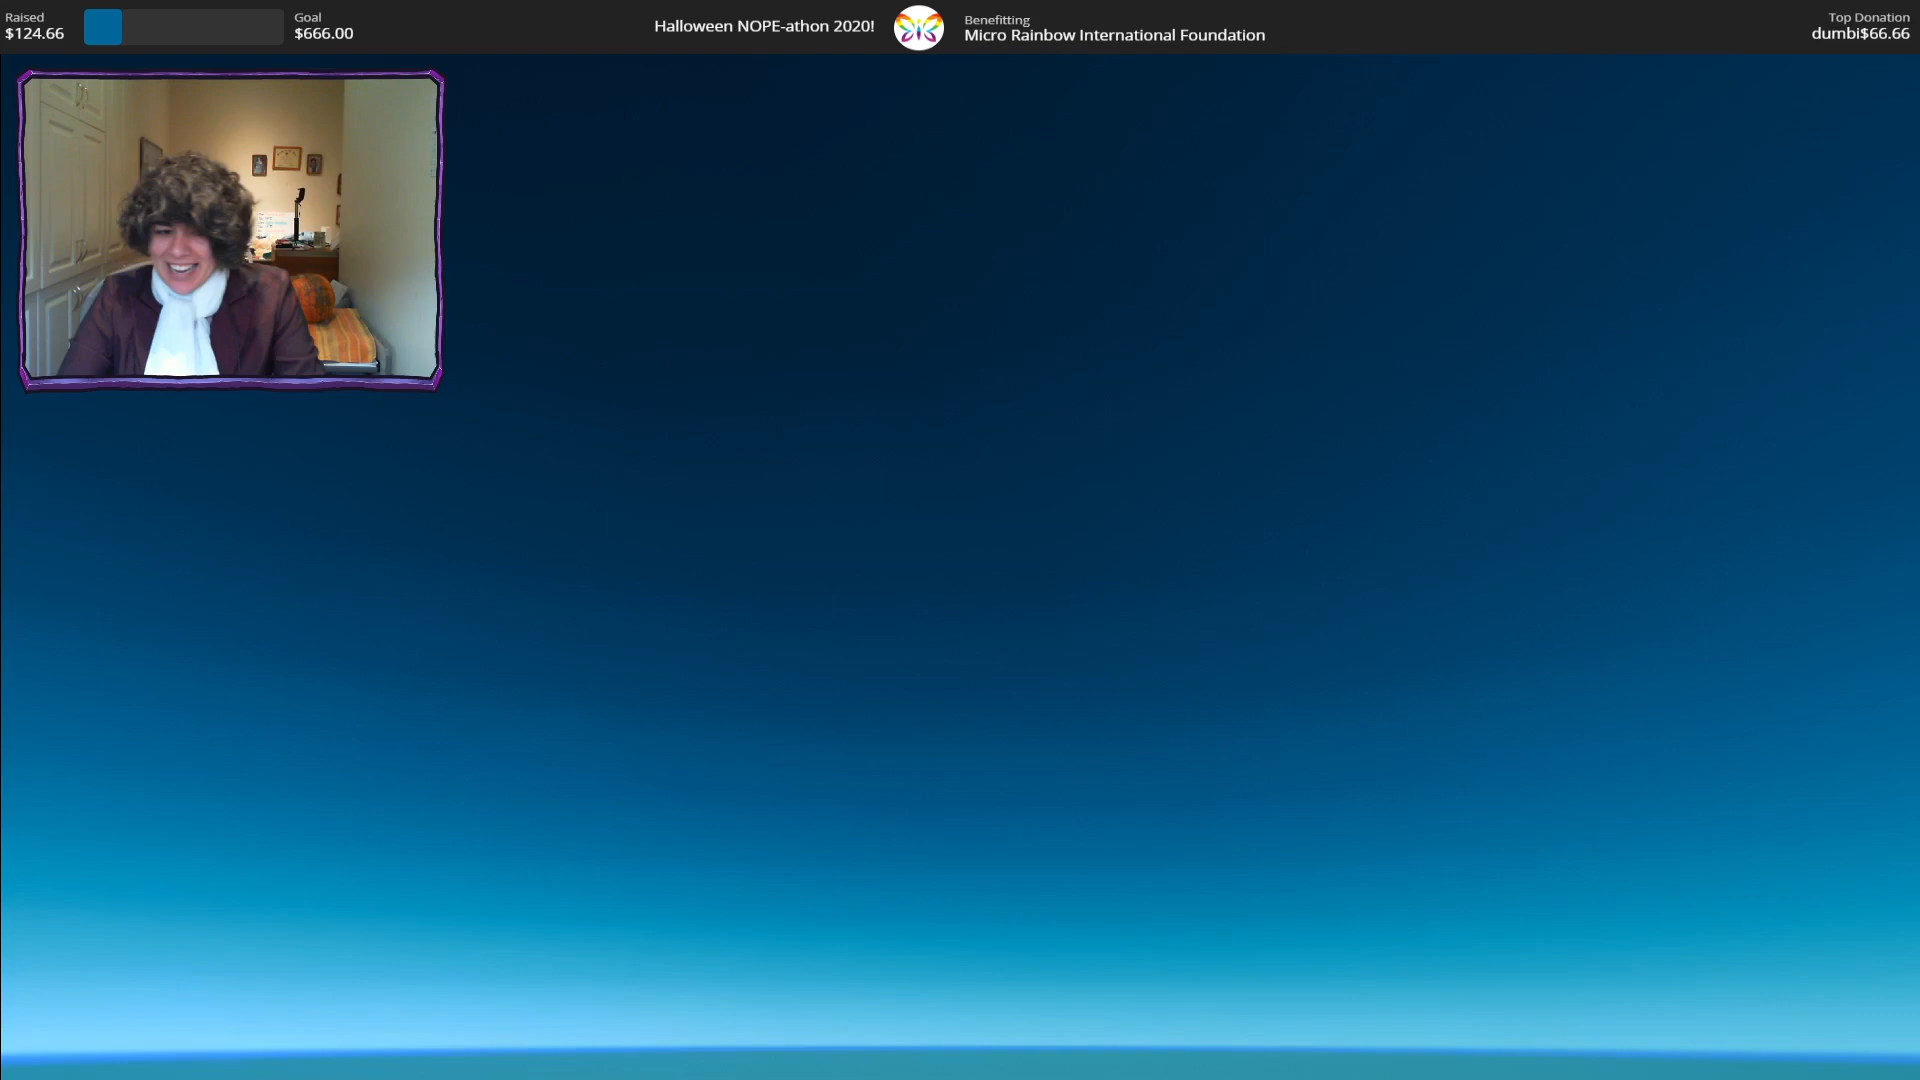 Raised
$124.66
Goal
$666.00
Halloween NOPE-athon 2020!
Benefitting
Micro Rainbow International Foundation
Top Donation
dumbi$66.66